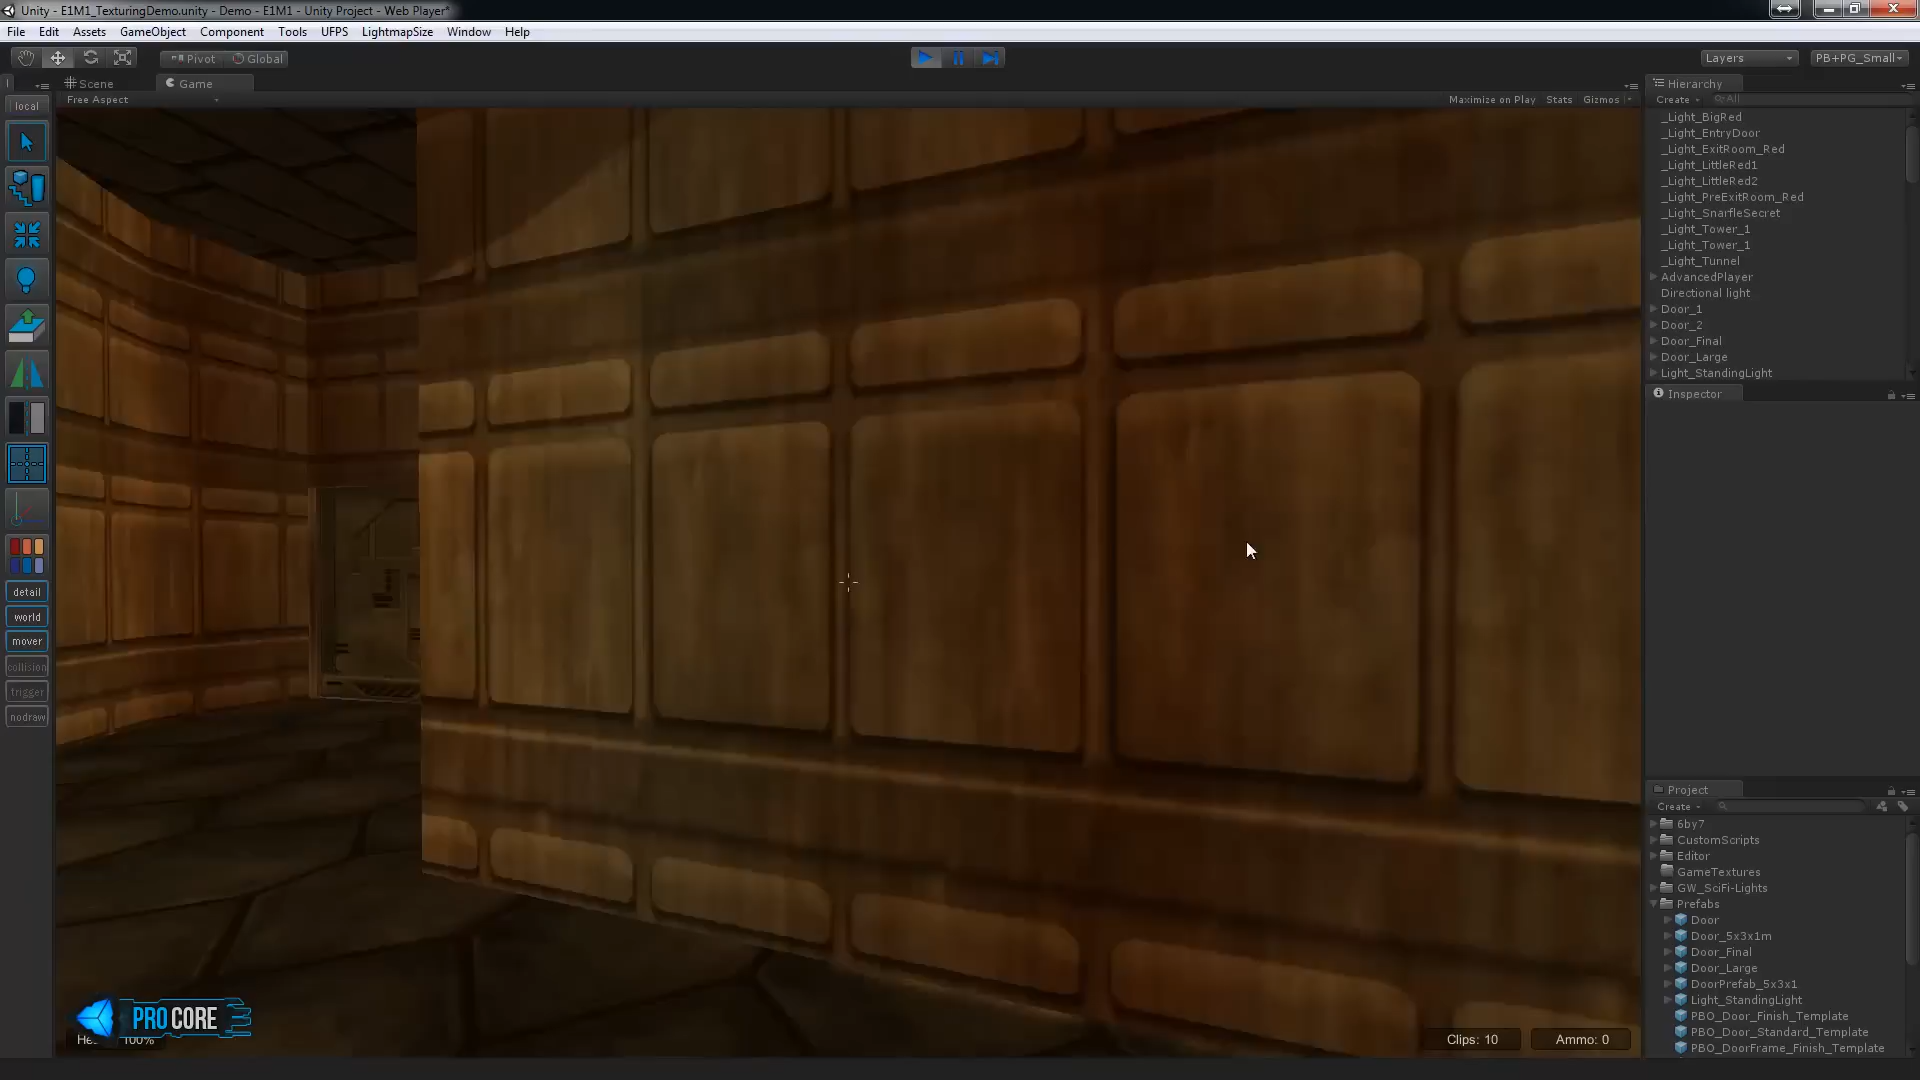 Unity - E1M1_TexturingDemo.unity - Demo - E1M1 - Unity Project - Web Player*
File Edit Assets GameObject Component Tools UFPS LightmapSize Window Help
Pivot Global Layers PB+PG_Small
Scene Game Hierarchy
Free Aspect Maximize on Play Stats Gizmos Create All
local
_Light_BigRed
_Light_EntryDoor
_Light_ExitRoom_Red
_Light_LittleRed1
_Light_LittleRed2
_Light_PreExitRoom_Red
_Light_SnarfleSecret
_Light_Tower_1
_Light_Tower_1
_Light_Tunnel
AdvancedPlayer
Directional light
Door_1
Door_2
Door_Final
Door_Large
Light_StandingLight
Inspector
detail
world
mover
collision
trigger
nodraw
Project
Create
6by7
CustomScripts
Editor
GameTextures
GW_SciFi-Lights
Prefabs
Door
Door_5x3x1m
Door_Final
Door_Large
DoorPrefab_5x3x1
Light_StandingLight
PBO_Door_Finish_Template
PBO_Door_Standard_Template
PBO_DoorFrame_Finish_Template
PROCORE
100%
Clips: 10 Ammo: 0